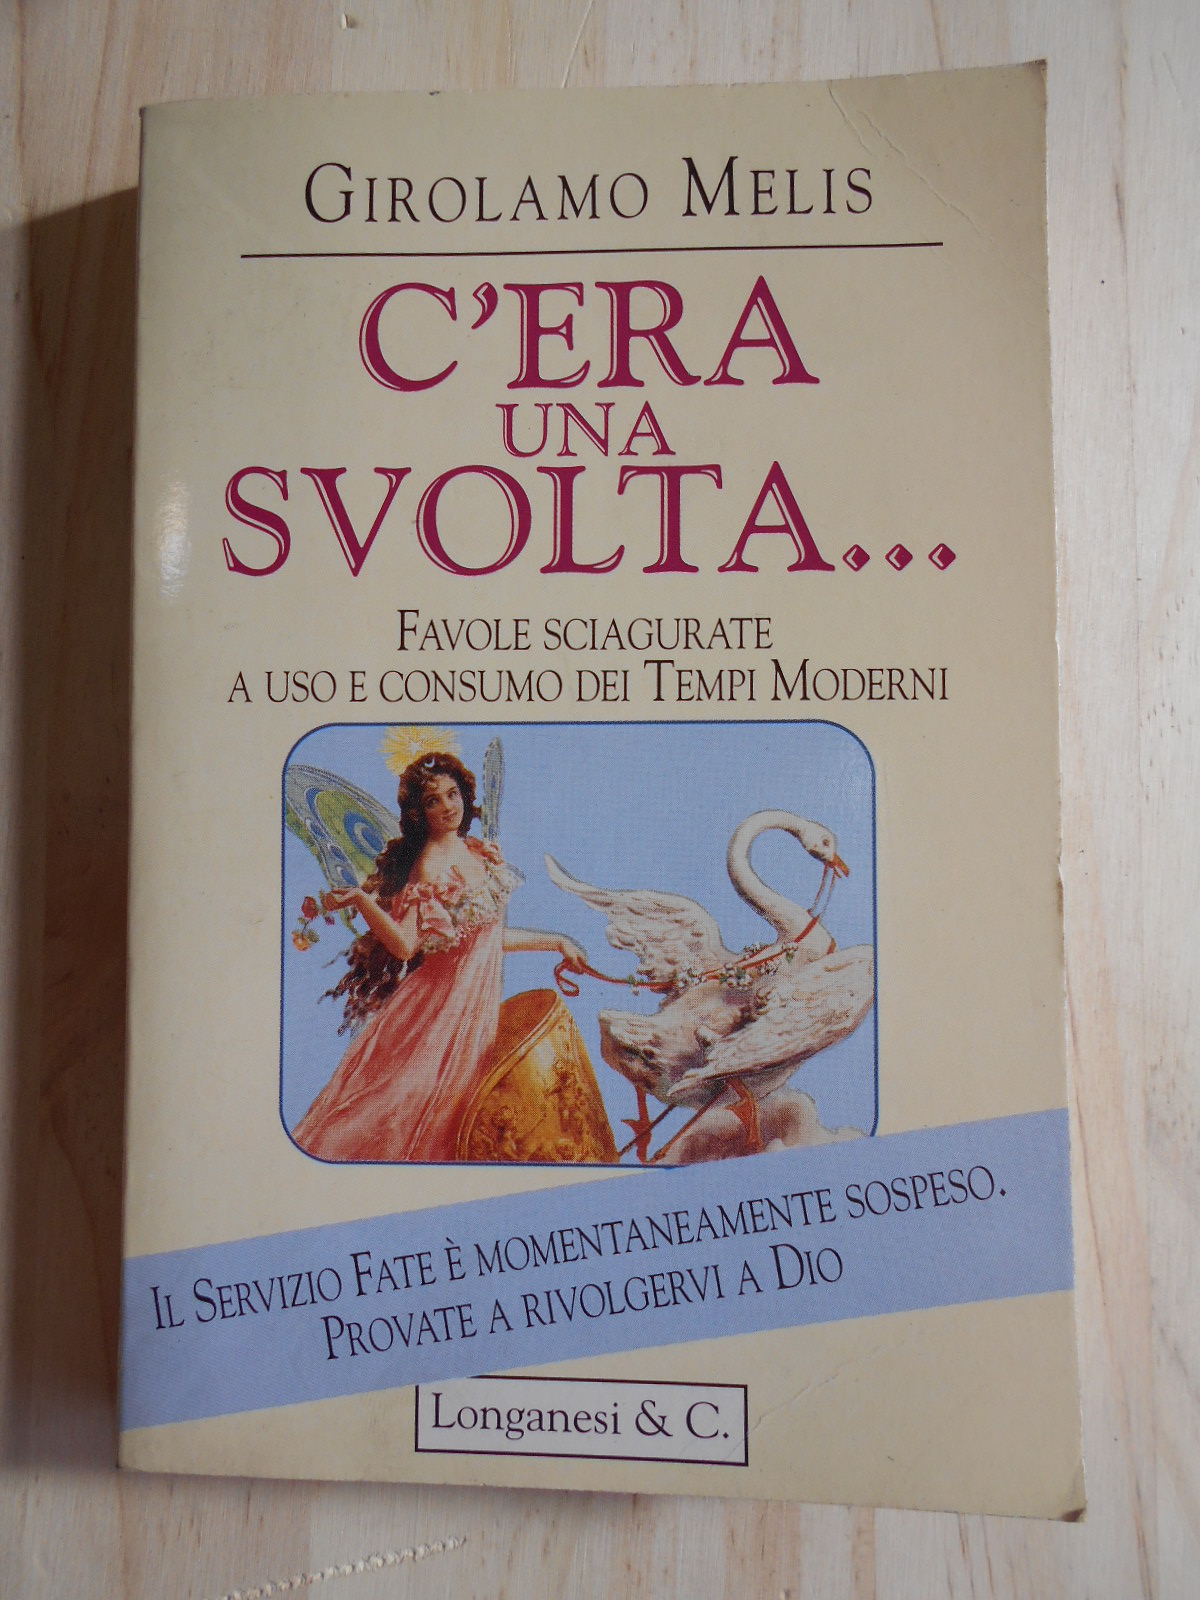 GIROLAMO MELIS
C'ERA
UNA
SVOLTA...
FAVOLE SCIAGURATE
A USO E CONSUMO DEI TEMPI MODERNI
IL SERVIZIO FATE È MOMENTANEAMENTE SOSPESO.
PROVATE A RIVOLGERVI A DIO
Longanesi & C.